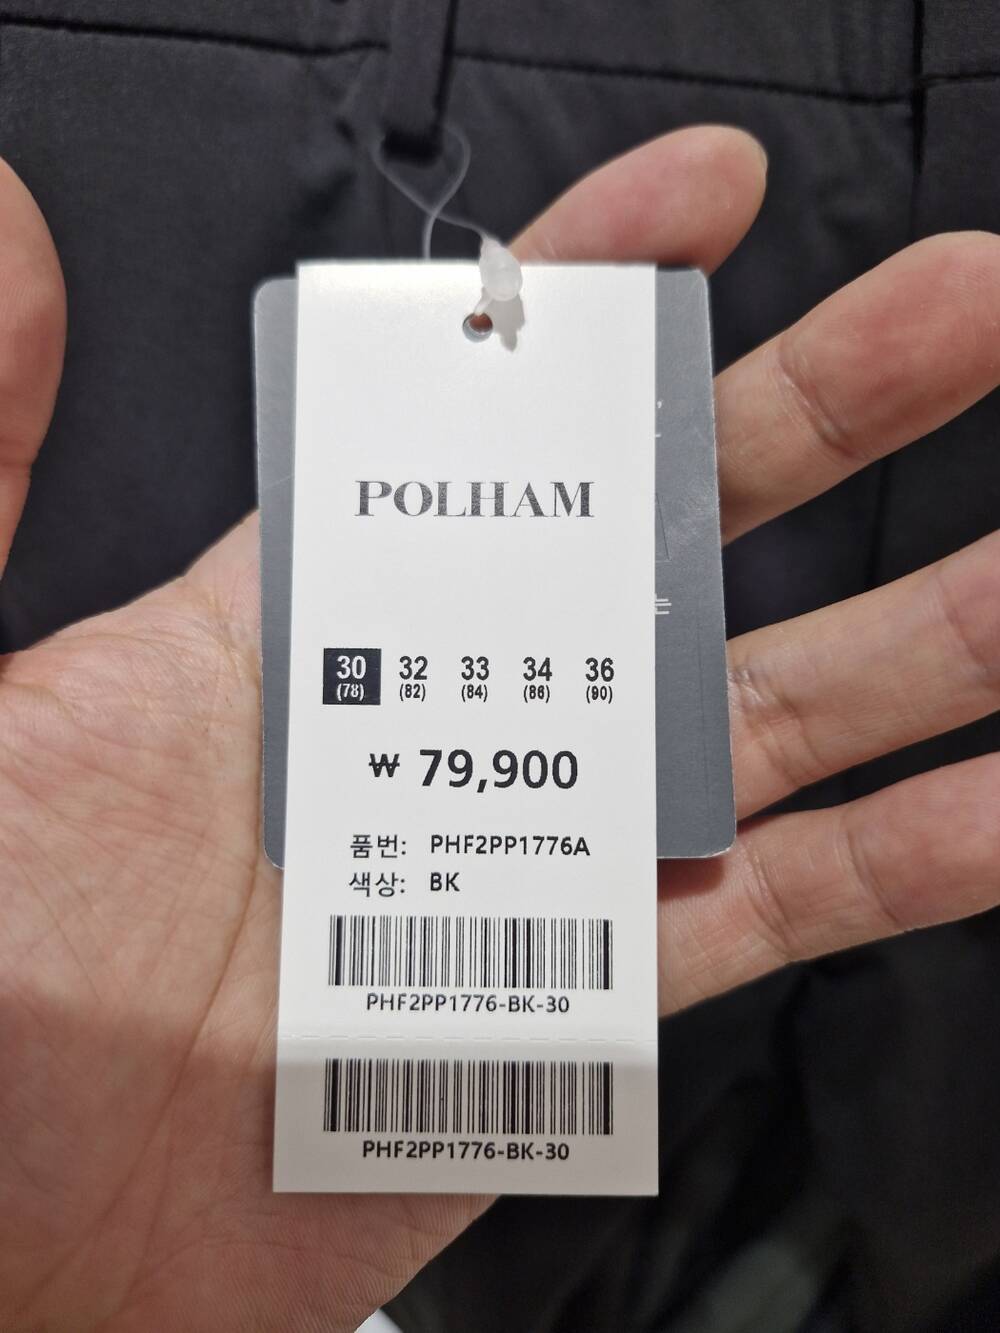 POLHAM
30 32 33 34 36
(78) (82) (84) (86) (90)
₩ 79,900
품번: PHF2PP1776A
색상: BK
PHF2PP1776-BK-30
PHF2PP1776-BK-30
는